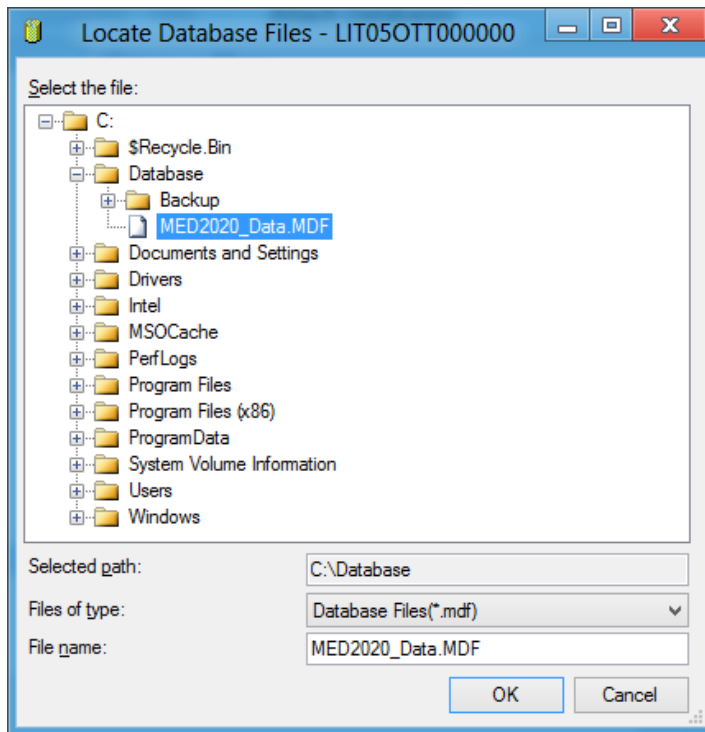 Locate Database Files - LIT05OTT000000
Select the file:
C:
$Recycle.Bin
Database
Backup
MED2020_Data.MDF
Documents and Settings
Drivers
Intel
MSOCache
PerfLogs
Program Files
Program Files (x86)
ProgramData
System Volume Information
Users
Windows
Selected path: C:\Database
Files of type: Database Files(*.mdf)
File name: MED2020_Data.MDF
OK Cancel